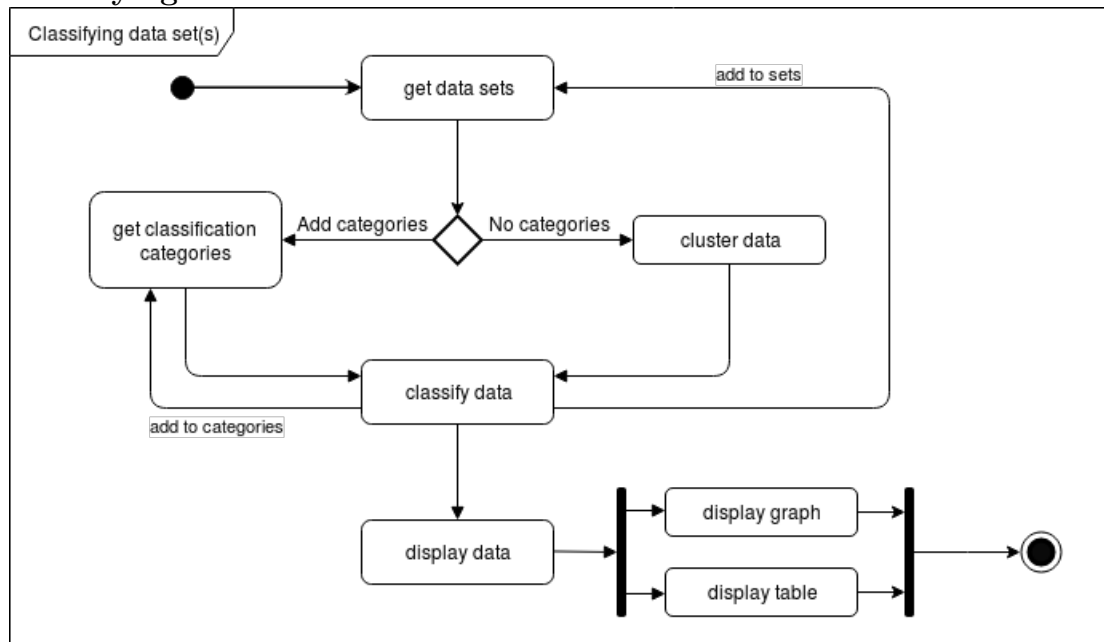 Classifying data set(s)
get data sets
add to sets
get classification
categories
Add categories
No categories
cluster data
classify data
add to categories
display data
display graph
display table